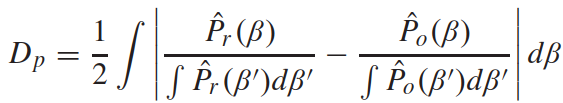 D_p = \frac{1}{2} \int \left| \frac{\hat{P}_r(\beta)}{\int \hat{P}_r(\beta')d\beta'} - \frac{\hat{P}_o(\beta)}{\int \hat{P}_o(\beta')d\beta'} \right| d\beta